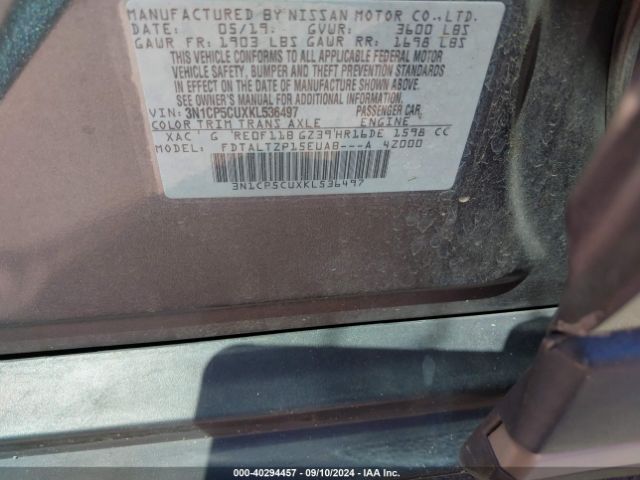 MANUFACTURED BY NISSAN MOTOR CO.,LTD.
DATE: 05/19 GVWR: 3600 LBS
GAWR FR: 1903 LBS GAWR RR: 1698 LBS
THIS VEHICLE CONFORMS TO ALL APPLICABLE FEDERAL MOTOR
VEHICLE SAFETY, BUMPER AND THEFT PREVENTION STANDARDS
IN EFFECT ON THE DATE OF MANUFACTURE SHOWN ABOVE.
SEE OWNER'S MANUAL FOR ADDITIONAL INFORMATION.
VIN: 3N1CP5CUXKL536497 PASSENGER CAR
COLOR TRIM TRANS AXLE ENGINE
XAC G RE0F11B GZ39 HR16DE 1598 CC
MODEL: FDTALTZP15EUA8---A 4Z000
3N1CP5CUXKL536497
000-40294457 - 09/10/2024 - IAA Inc.